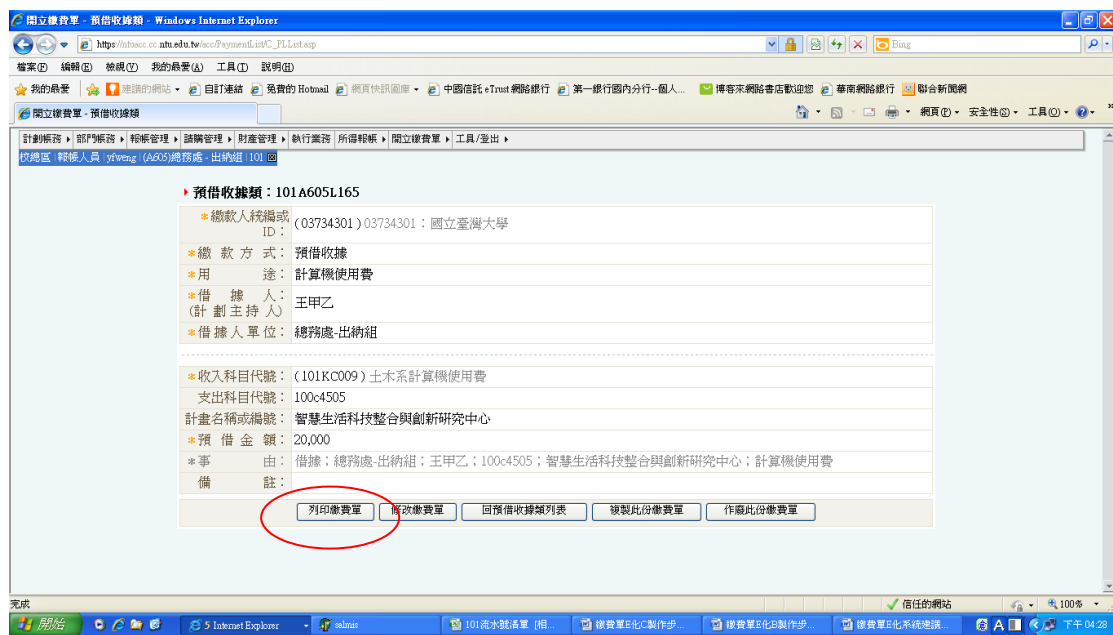 開立繳費單 - 預借收據類 - Windows Internet Explorer
https://ntuacc.cc.ntu.edu.tw/acc/PaymentList/C_PLList.asp
Bing
檔案(F) 編輯(E) 檢視(V) 我的最愛(A) 工具(T) 說明(H)
我的最愛 建議的網站 自訂連結 免費的 Hotmail 網頁快訊圖庫 中國信託 eTrust 網路銀行 第一銀行國內分行--個人... 博客來網路書店歡迎您 華南網路銀行 聯合新聞網
開立繳費單 - 預借收據類
網頁(P) 安全性(S) 工具(O) »
計劃帳務 部門帳務 報帳管理 請購管理 財產管理 執行業務 所得報帳 開立繳費單 工具/登出
校總區 | 報帳人員 | yfweng | (A605)總務處 - 出納組 | 101
預借收據類：101A605L165
*繳款人統編或ID： (03734301) 03734301：國立臺灣大學
*繳款方式： 預借收據
*用途： 計算機使用費
*借據人：(計劃主持人) 王甲乙
*借據人單位： 總務處-出納組
*收入科目代號： (101KC009) 土木系計算機使用費
支出科目代號： 100c4505
計畫名稱或編號： 智慧生活科技整合與創新研究中心
*預借金額： 20,000
*事由： 借據；總務處-出納組；王甲乙；100c4505；智慧生活科技整合與創新研究中心；計算機使用費
備註：
列印繳費單 修改繳費單 回預借收據類列表 複製此份繳費單 作廢此份繳費單
完成 信任的網站 100%
開始 5 Internet Explorer salmis 101流水號清單 [相... 繳費單E化C製作步... 繳費單E化B製作步... 繳費單E化系統建議... 下午 04:28